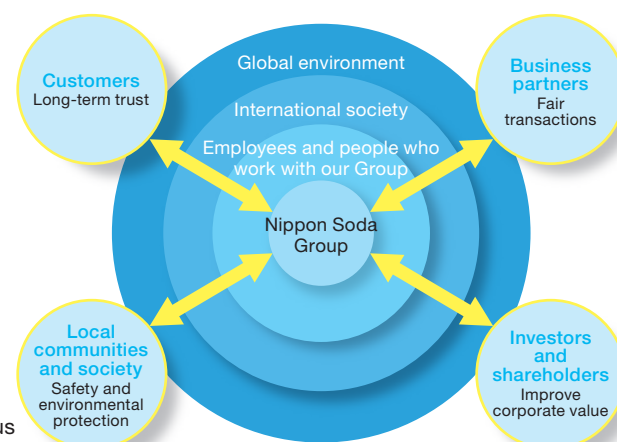 Global environment
Customers
Long-term trust
Business
partners
Fair
transactions
International society
Employees and people who
work with our Group
Nippon Soda
Group
Local
communities
and society
Safety and
environmental
protection
Investors
and
shareholders
Improve
corporate value
us